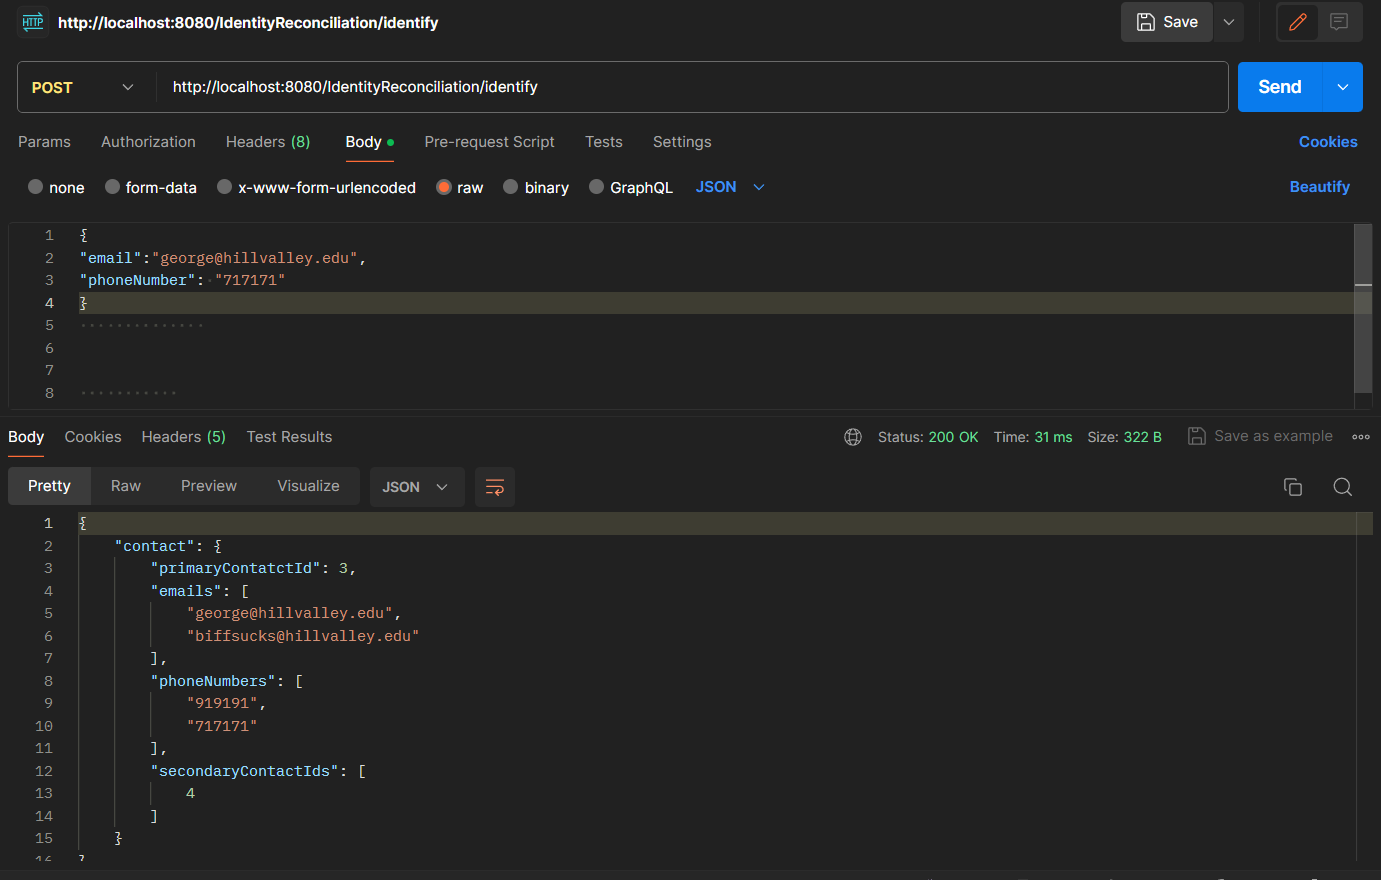 HTTP http://localhost:8080/IdentityReconciliation/identify Save
POST http://localhost:8080/IdentityReconciliation/identify Send
Params Authorization Headers (8) Body Pre-request Script Tests Settings Cookies
none form-data x-www-form-urlencoded raw binary GraphQL JSON Beautify
1 {
2 "email":"george@hillvalley.edu",
3 "phoneNumber": "717171"
4 }
5
6
7
8
Body Cookies Headers (5) Test Results Status: 200 OK Time: 31 ms Size: 322 B Save as example
Pretty Raw Preview Visualize JSON
1 {
2 "contact": {
3 "primaryContatctId": 3,
4 "emails": [
5 "george@hillvalley.edu",
6 "biffsucks@hillvalley.edu"
7 ],
8 "phoneNumbers": [
9 "919191",
10 "717171"
11 ],
12 "secondaryContactIds": [
13 4
14 ]
15 }
16 }